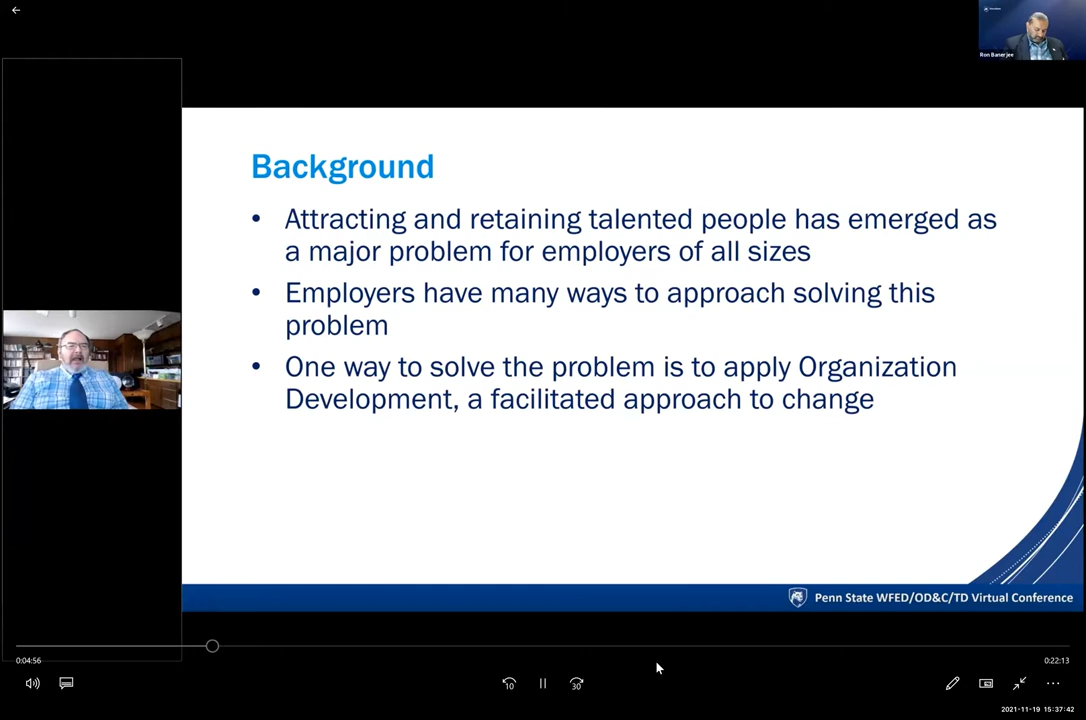 Ron Banerjee
Background
• Attracting and retaining talented people has emerged as
a major problem for employers of all sizes
• Employers have many ways to approach solving this
problem
• One way to solve the problem is to apply Organization
Development, a facilitated approach to change
Penn State WFED/OD&C/TD Virtual Conference
0:04:56
0:22:13
10
30
2021-11-19 15:37:42